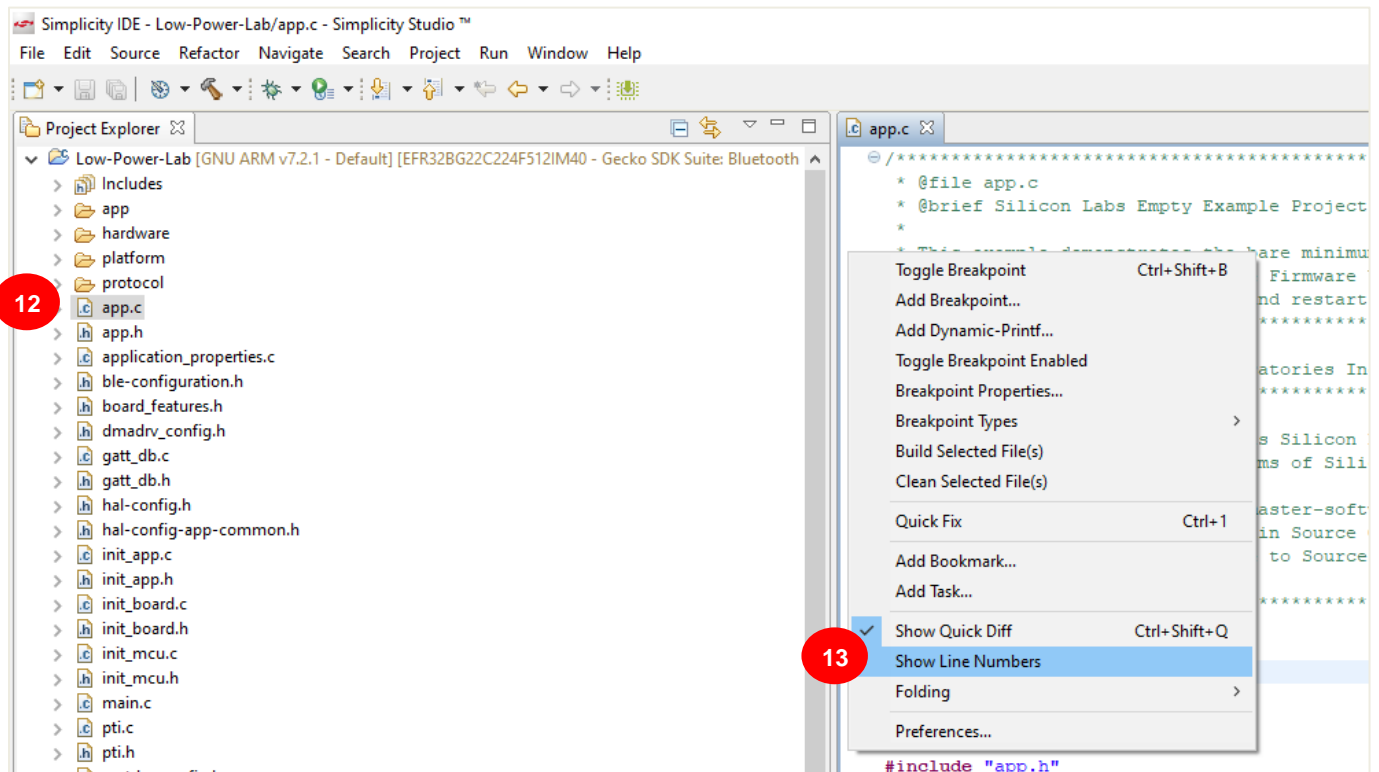 Simplicity IDE - Low-Power-Lab/app.c - Simplicity Studio ™
File Edit Source Refactor Navigate Search Project Run Window Help
Project Explorer
Low-Power-Lab [GNU ARM v7.2.1 - Default] [EFR32BG22C224F512IM40 - Gecko SDK Suite: Bluetooth
Includes
app
hardware
platform
protocol
12
app.c
app.h
application_properties.c
ble-configuration.h
board_features.h
dmadrv_config.h
gatt_db.c
gatt_db.h
hal-config.h
hal-config-app-common.h
init_app.c
init_app.h
init_board.c
init_board.h
init_mcu.c
init_mcu.h
main.c
pti.c
pti.h
app.c
/*******************************************
* @file app.c
* @brief Silicon Labs Empty Example Project
*
bare minimu
Firmware
nd restart
**********
atories In
**********
s Silicon
ms of Sili
aster-soft
in Source
to Source
**********
#include "app.h"
Toggle Breakpoint Ctrl+Shift+B
Add Breakpoint...
Add Dynamic-Printf...
Toggle Breakpoint Enabled
Breakpoint Properties...
Breakpoint Types
Build Selected File(s)
Clean Selected File(s)
Quick Fix Ctrl+1
Add Bookmark...
Add Task...
Show Quick Diff Ctrl+Shift+Q
13
Show Line Numbers
Folding
Preferences...